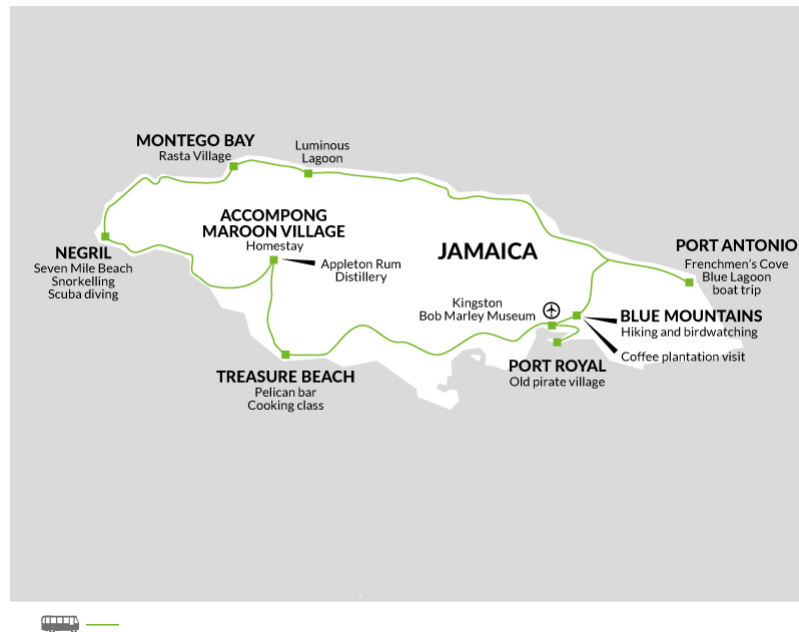 MONTEGO BAY
Rasta Village
Luminous
Lagoon
ACCOMPONG
MAROON VILLAGE
Homestay
Appleton Rum
Distillery
JAMAICA
PORT ANTONIO
Frenchmen's Cove
Blue Lagoon
boat trip
NEGRIL
Seven Mile Beach
Snorkelling
Scuba diving
Kingston
Bob Marley Museum
BLUE MOUNTAINS
Hiking and birdwatching
Coffee plantation visit
PORT ROYAL
Old pirate village
TREASURE BEACH
Pelican bar
Cooking class